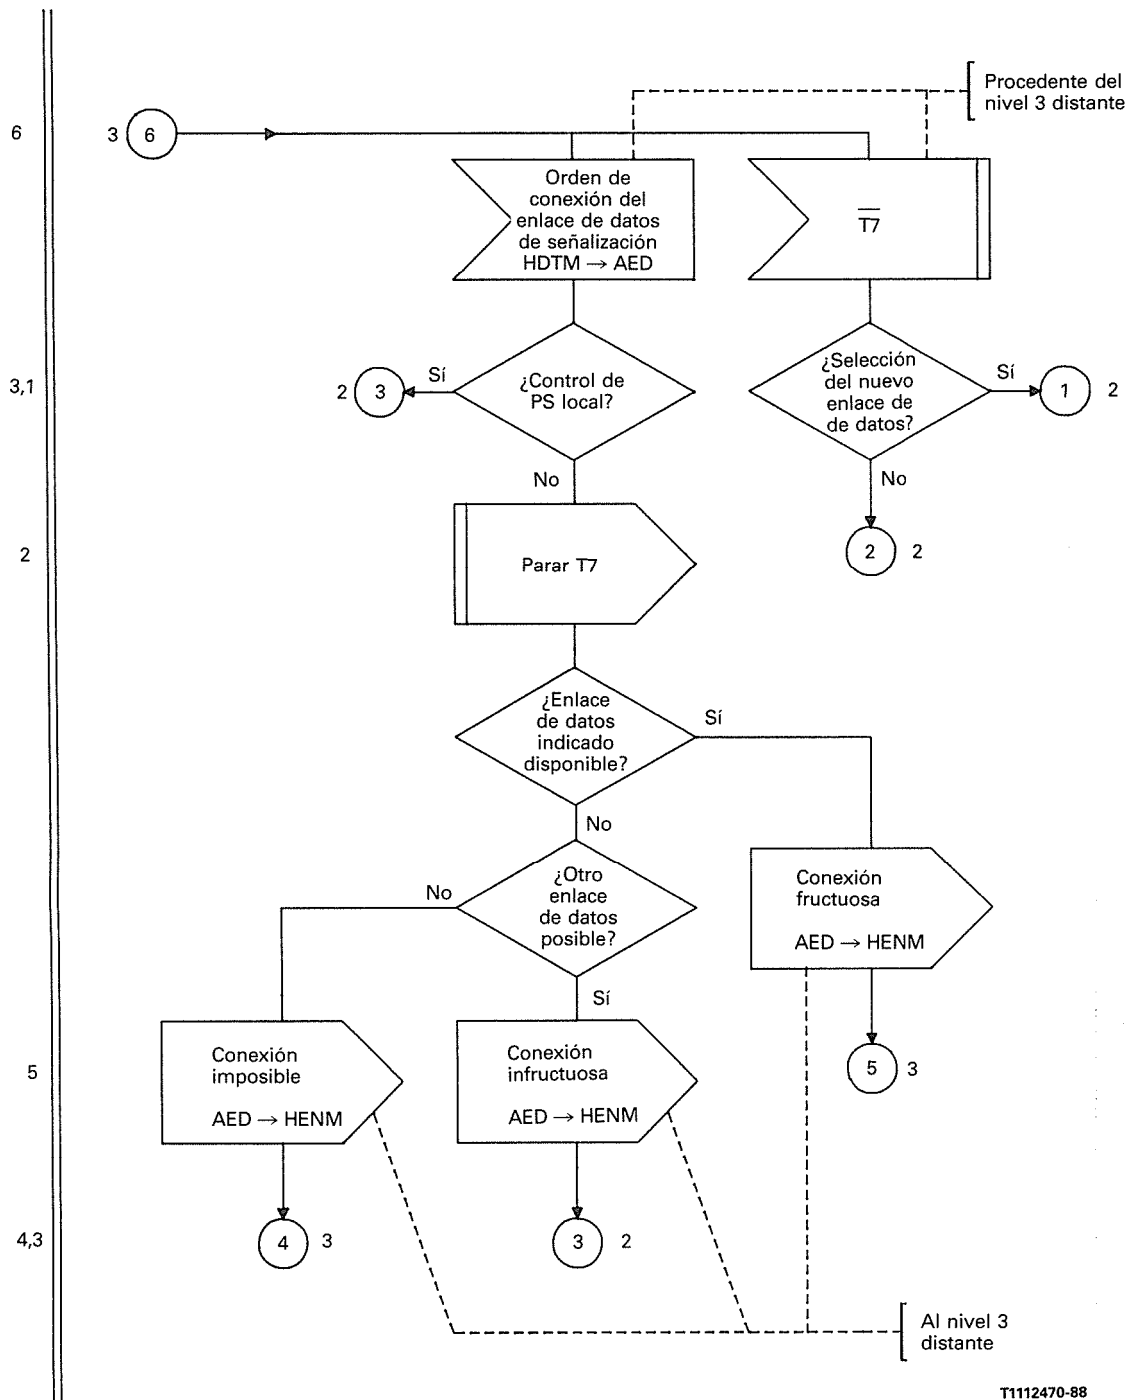 Procedente del
nivel 3 distante
6
3
6
Orden de
conexión del
enlace de datos
de señalización
HDTM → AED
T7
3,1
2
3
Sí
¿Control de
PS local?
¿Selección
del nuevo
enlace de
de datos?
Sí
1
2
No
No
2
Parar T7
2
2
¿Enlace
de datos
indicado
disponible?
Sí
No
No
¿Otro
enlace
de datos
posible?
Conexión
fructuosa
AED → HENM
Sí
5
Conexión
imposible
AED → HENM
Conexión
infructuosa
AED → HENM
5
3
4,3
4
3
3
2
Al nivel 3
distante
T1112470-88